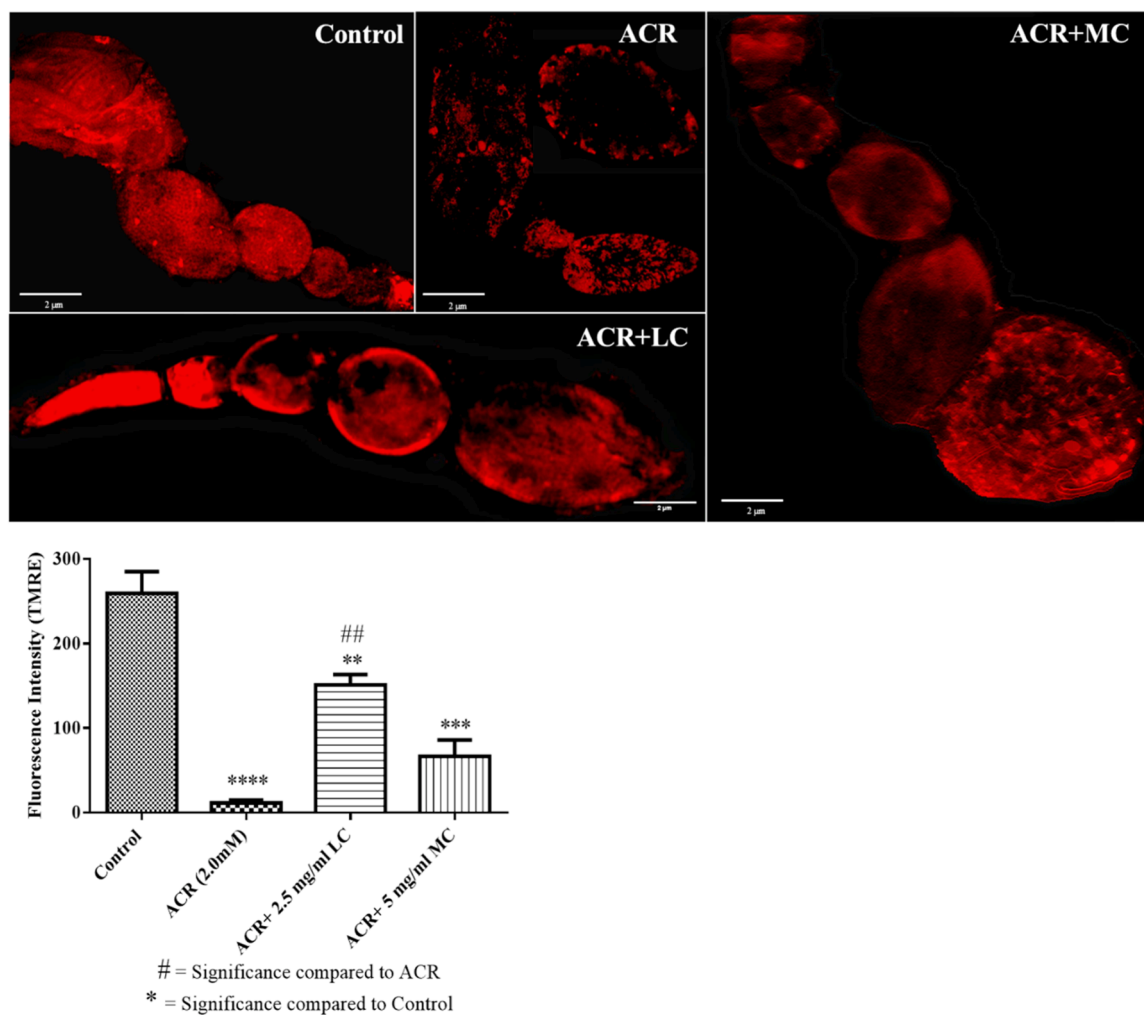 Control
ACR
ACR+MC
2 µm
2 µm
ACR+LC
2 µm
2 µm
Fluorescence Intensity (TMRE)
300
200
100
0
##
**
***
****
Control
ACR (2.0mM)
ACR+ 2.5 mg/ml LC
ACR+ 5 mg/ml MC
# = Significance compared to ACR
* = Significance compared to Control